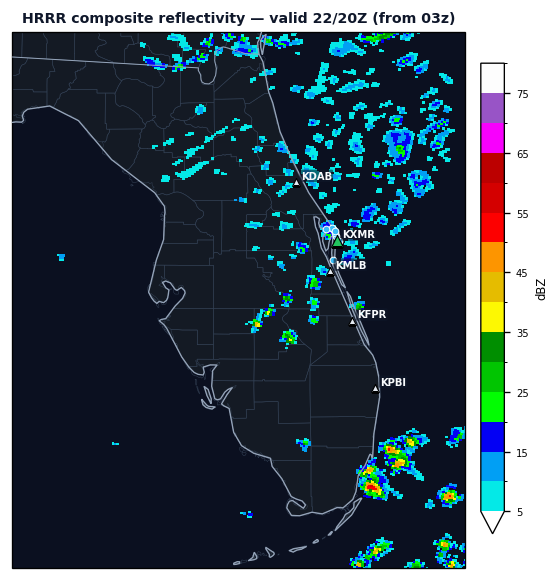 HRRR composite reflectivity — valid 22/20Z (from 03z)
KDAB
KXMR
KMLB
KFPR
KPBI
75
65
55
45
35
25
15
5
dBZ